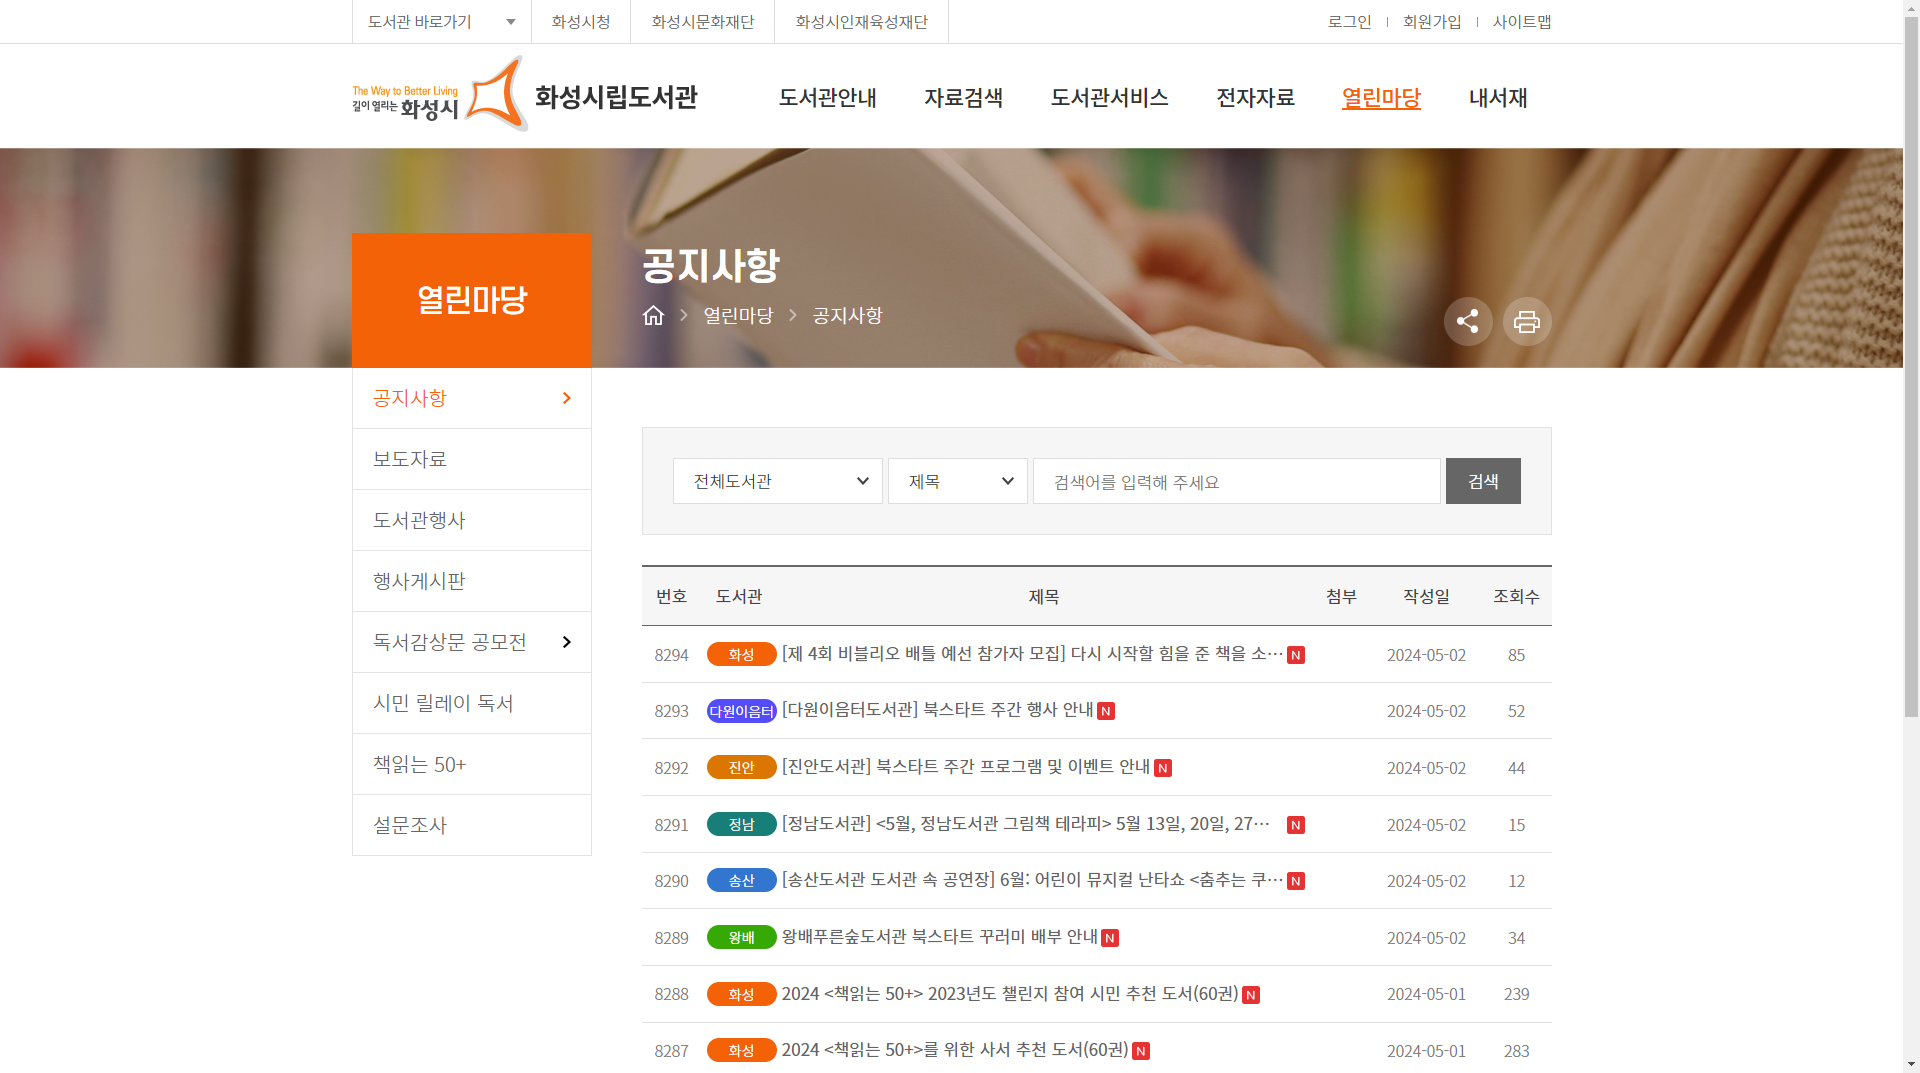 도서관 바로가기 화성시청 화성시문화재단 화성시인재육성재단 로그인 회원가입 사이트맵
The Way to Better Living
길이 열리는 화성시 화성시립도서관 도서관안내 자료검색 도서관서비스 전자자료 열린마당 내서재
열린마당
공지사항
열린마당 공지사항
공지사항
보도자료
도서관행사
행사게시판
독서감상문 공모전
시민 릴레이 독서
책읽는 50+
설문조사
전체도서관 제목 검색어를 입력해 주세요 검색
번호 도서관 제목 첨부 작성일 조회수
8294 화성 [제 4회 비블리오 배틀 예선 참가자 모집] 다시 시작할 힘을 준 책을 소… N 2024-05-02 85
8293 다원이음터 [다원이음터도서관] 북스타트 주간 행사 안내 N 2024-05-02 52
8292 진안 [진안도서관] 북스타트 주간 프로그램 및 이벤트 안내 N 2024-05-02 44
8291 정남 [정남도서관] <5월, 정남도서관 그림책 테라피> 5월 13일, 20일, 27… N 2024-05-02 15
8290 송산 [송산도서관 도서관 속 공연장] 6월: 어린이 뮤지컬 난타쇼 <춤추는 쿠… N 2024-05-02 12
8289 왕배 왕배푸른숲도서관 북스타트 꾸러미 배부 안내 N 2024-05-02 34
8288 화성 2024 <책읽는 50+> 2023년도 챌린지 참여 시민 추천 도서(60권) N 2024-05-01 239
8287 화성 2024 <책읽는 50+>를 위한 사서 추천 도서(60권) N 2024-05-01 283